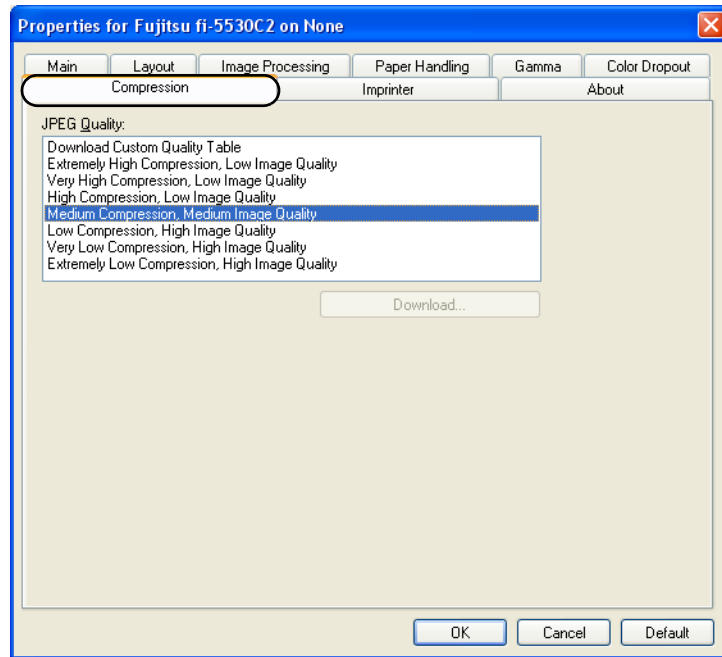 Properties for Fujitsu fi-5530C2 on None
Main Layout Image Processing Paper Handling Gamma Color Dropout
Compression Imprinter About
JPEG Quality:
Download Custom Quality Table
Extremely High Compression, Low Image Quality
Very High Compression, Low Image Quality
High Compression, Low Image Quality
Medium Compression, Medium Image Quality
Low Compression, High Image Quality
Very Low Compression, High Image Quality
Extremely Low Compression, High Image Quality
Download...
OK Cancel Default